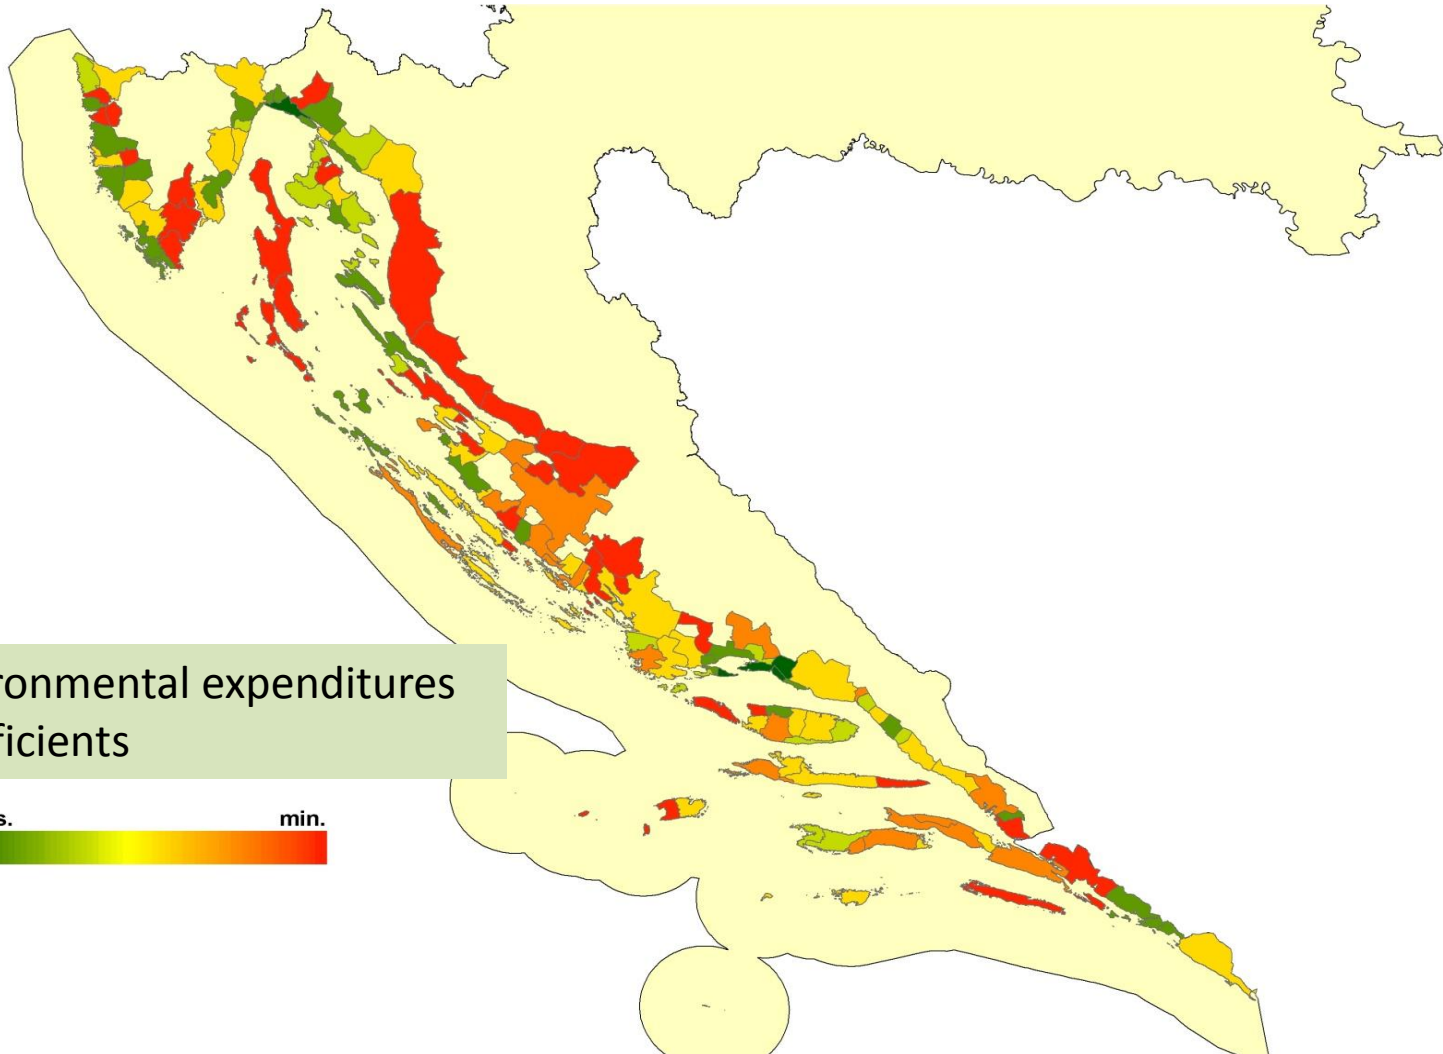 ronmental expenditures
ficients
s. min.